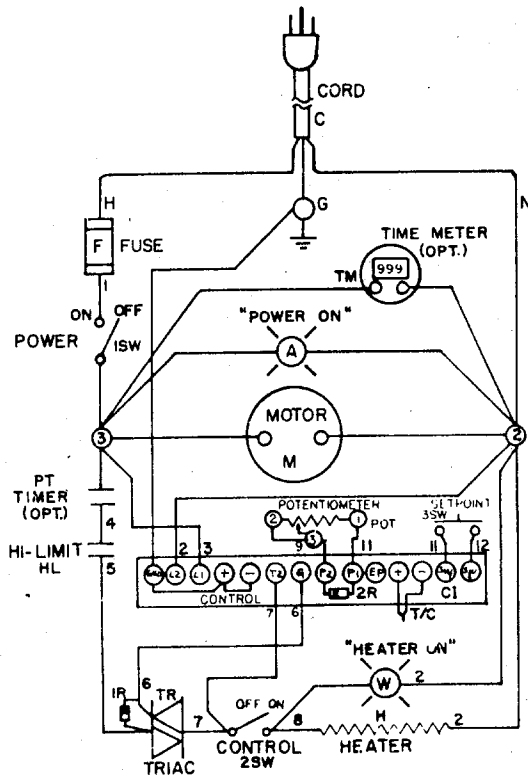 CORD
C
H
N
G
F FUSE
TIME METER
(OPT.)
999
TM
1
ON OFF
"POWER ON"
POWER 1SW
A
MOTOR
M
3
2
PT
TIMER
(OPT.)
4
HI-LIMIT
HL
5
POTENTIOMETER
2 1 POT
3
SETPOINT
3SW
2 3 9 11 11 12
GND L2 L1 + - T2 G P2 P1 EP + -
CONTROL 2R C1
T/C
7 6
"HEATER ON"
W 2
1R 6 TR
7 OFF ON 8 H 2
CONTROL
2SW
HEATER
TRIAC